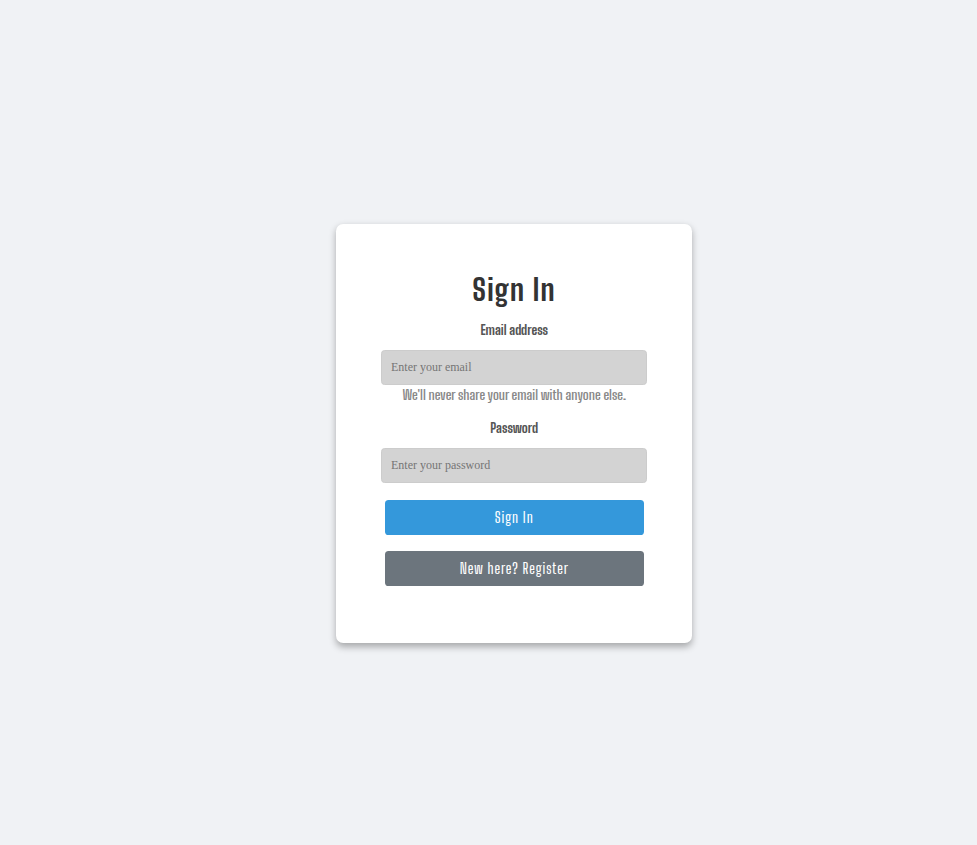 Sign In
Email address
Enter your email
We'll never share your email with anyone else.
Password
Enter your password
Sign In
New here? Register